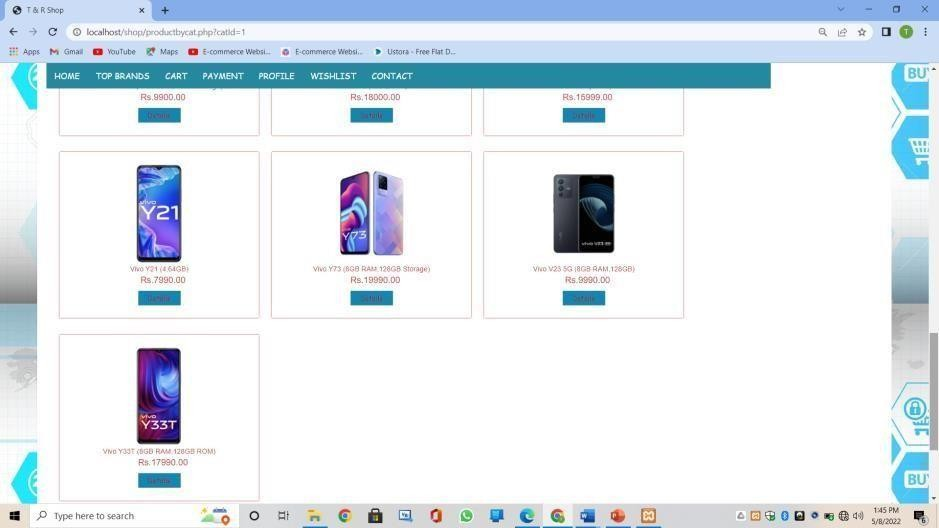 T & R Shop
localhost/shop/productbycat.php?catId=1
T
Apps
Gmail
YouTube
Maps
E-commerce Websi...
E-commerce Websi...
Ustora - Free Flat D...
HOME
TOP BRANDS
CART
PAYMENT
PROFILE
WISHLIST
CONTACT
BUY
Rs.9900.00
Rs.18000.00
Rs.15999.00
Details
Details
Details
vivo
Y21
Y73
vivo V23 5G
Vivo Y21 (4,64GB)
Vivo Y73 (8GB RAM,128GB Storage)
Vivo V23 5G (8GB RAM,128GB)
Rs.7990.00
Rs.19990.00
Rs.9990.00
Details
Details
Details
vivo
Y33T
Vivo Y33T (8GB RAM,128GB ROM)
Rs.17990.00
Details
BUY
Type here to search
1:45 PM
5/8/2022
6